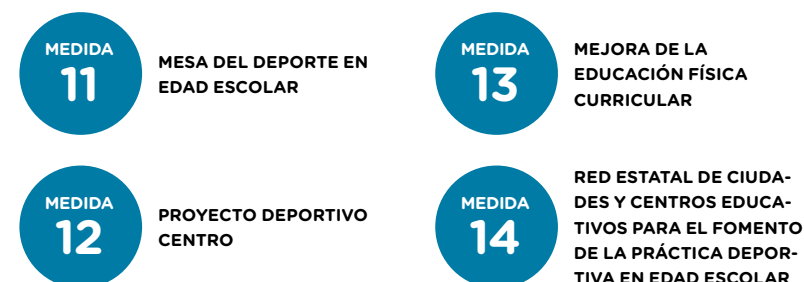 MEDIDA
11
MESA DEL DEPORTE EN
EDAD ESCOLAR
MEDIDA
12
PROYECTO DEPORTIVO
CENTRO
MEDIDA
13
MEJORA DE LA
EDUCACIÓN FÍSICA
CURRICULAR
MEDIDA
14
RED ESTATAL DE CIUDA-
DES Y CENTROS EDUCA-
TIVOS PARA EL FOMENTO
DE LA PRÁCTICA DEPOR-
TIVA EN EDAD ESCOLAR